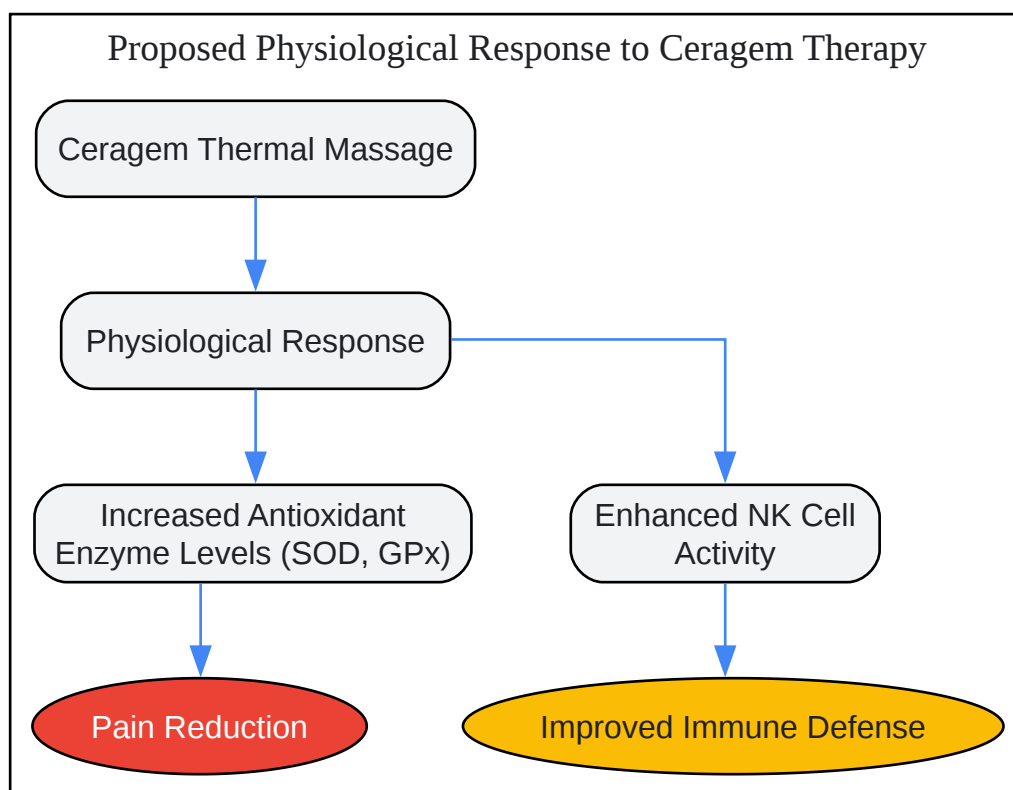 Proposed Physiological Response to Ceragem Therapy
Ceragem Thermal Massage
Physiological Response
Increased Antioxidant
Enzyme Levels (SOD, GPx)
Enhanced NK Cell
Activity
Pain Reduction
Improved Immune Defense